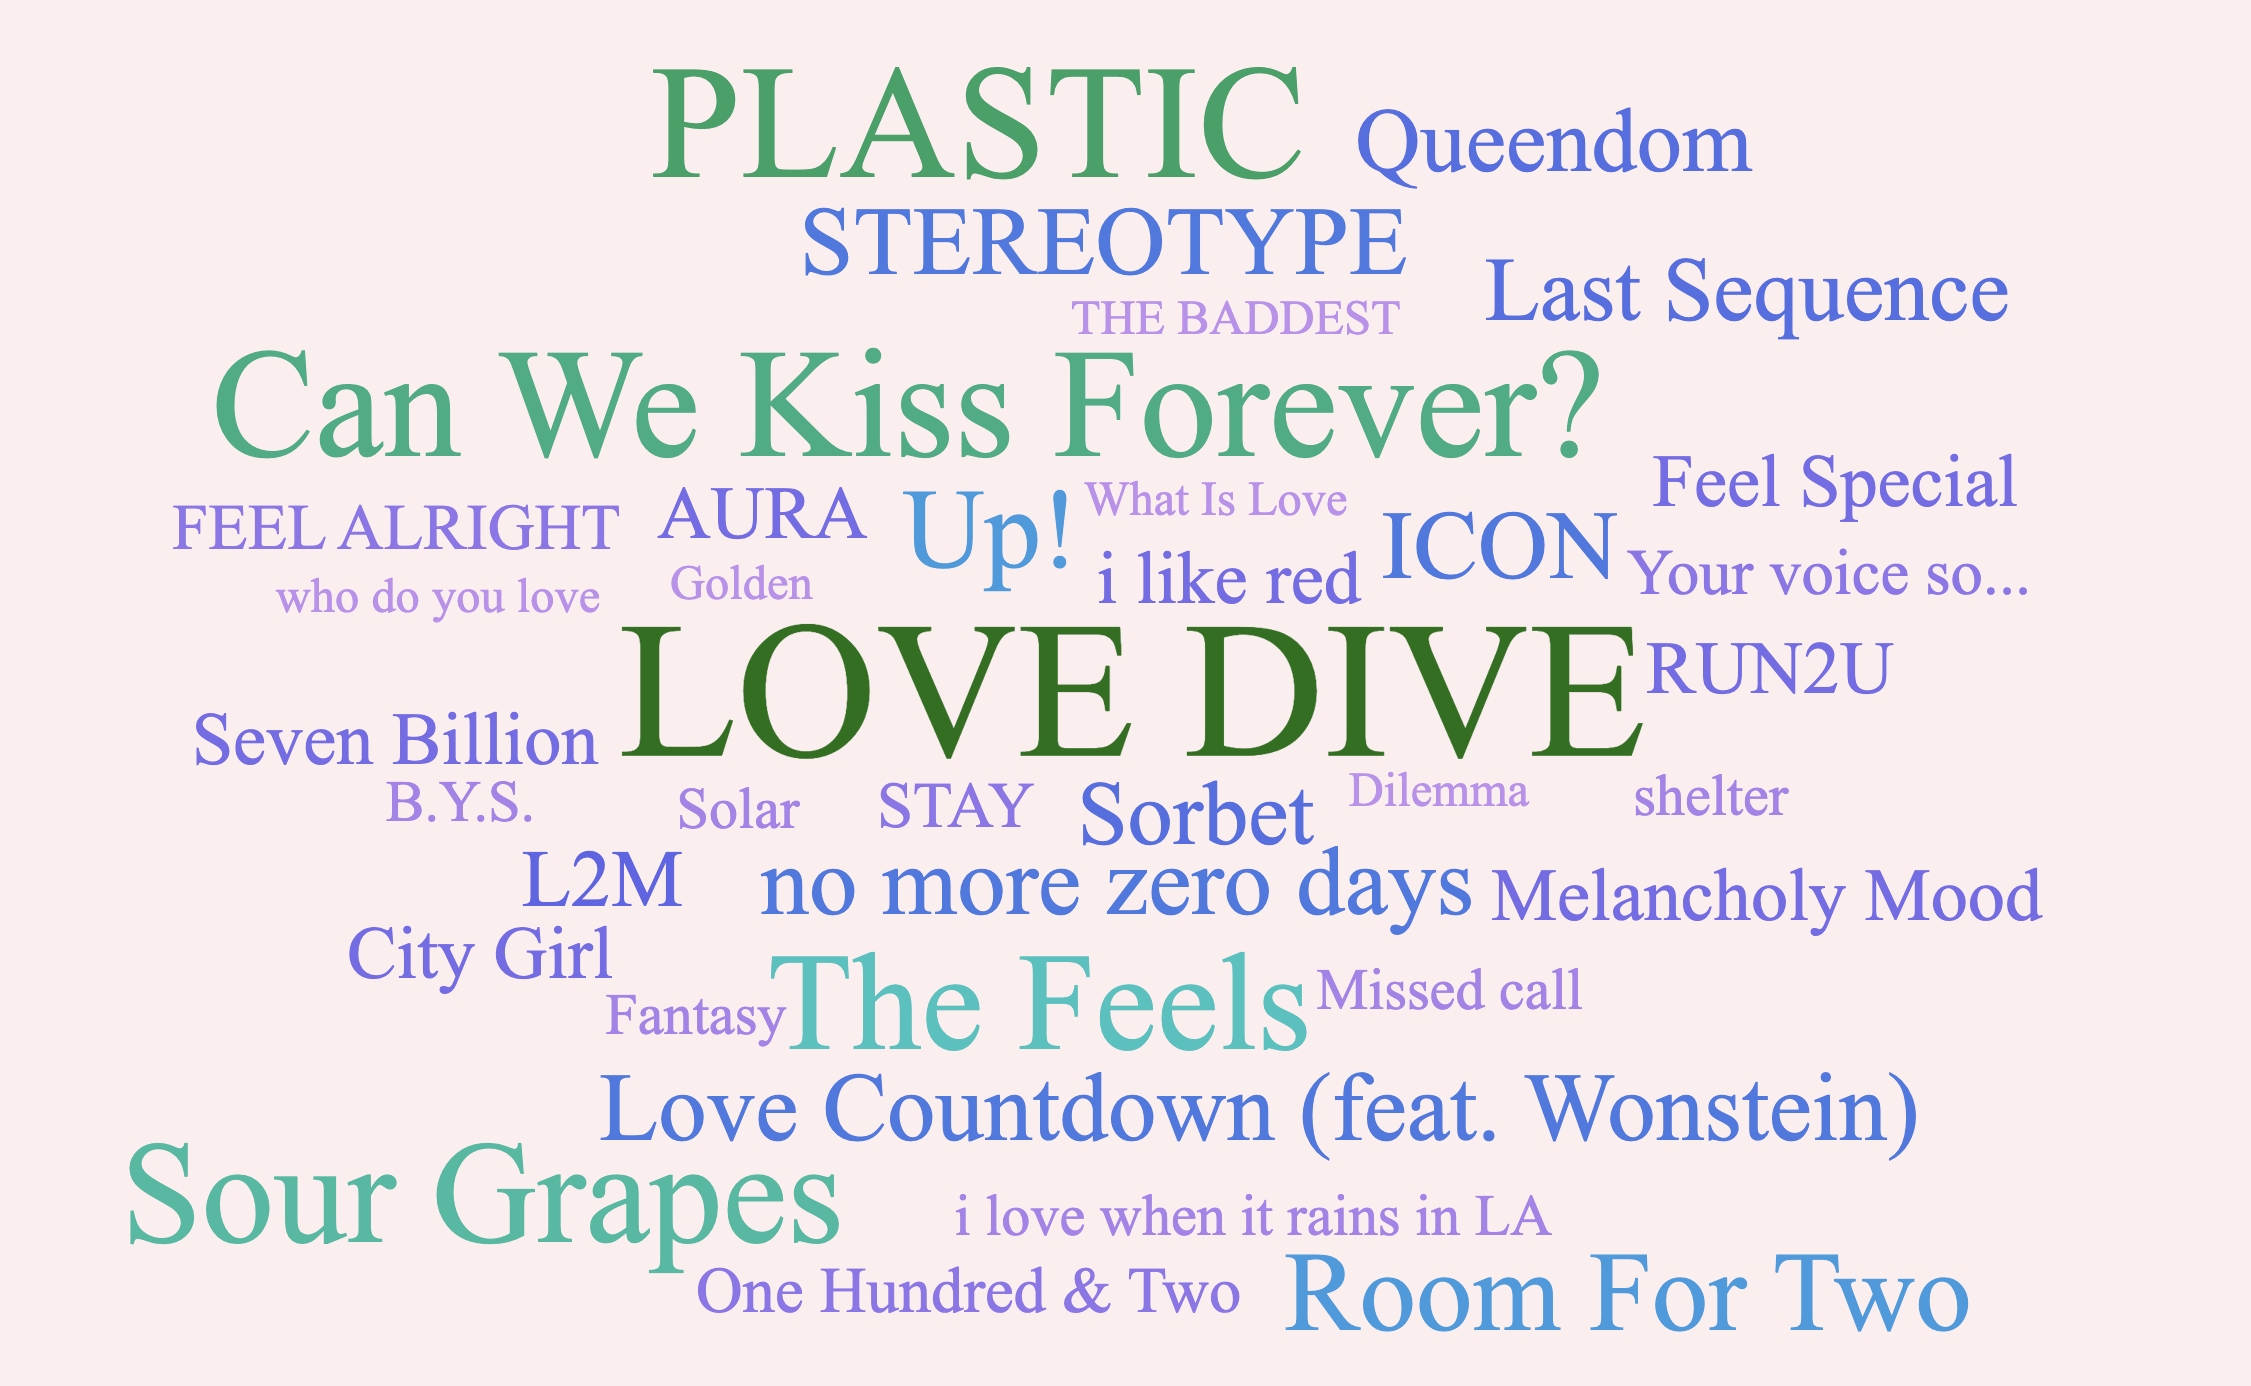 PLASTIC
Queendom
STEREOTYPE
Last Sequence
THE BADDEST
Can We Kiss Forever?
Feel Special
FEEL ALRIGHT
AURA
Up!
What Is Love
ICON
i like red
Your voice so...
who do you love
Golden
LOVE DIVE
RUN2U
Seven Billion
B.Y.S.
Solar
STAY
Sorbet
Dilemma
shelter
L2M
no more zero days
Melancholy Mood
City Girl
Fantasy
The Feels
Missed call
Love Countdown (feat. Wonstein)
Sour Grapes
i love when it rains in LA
One Hundred & Two
Room For Two